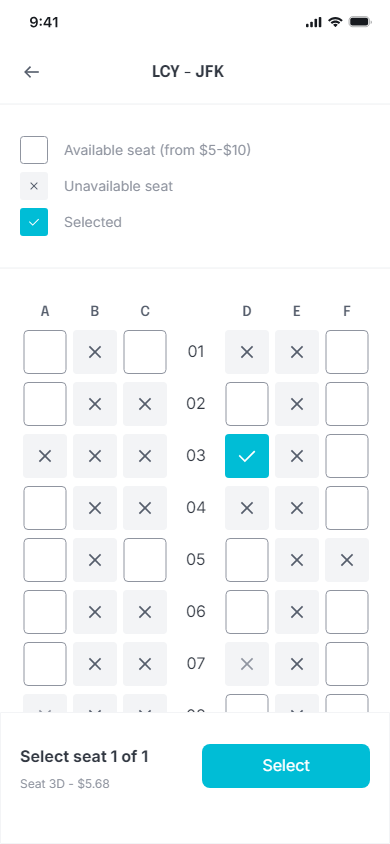 9:41
LCY - JFK
Available seat (from $5-$10)
Unavailable seat
Selected
A B C D E F
01
02
03
04
05
06
07
Select seat 1 of 1
Select
Seat 3D - $5.68